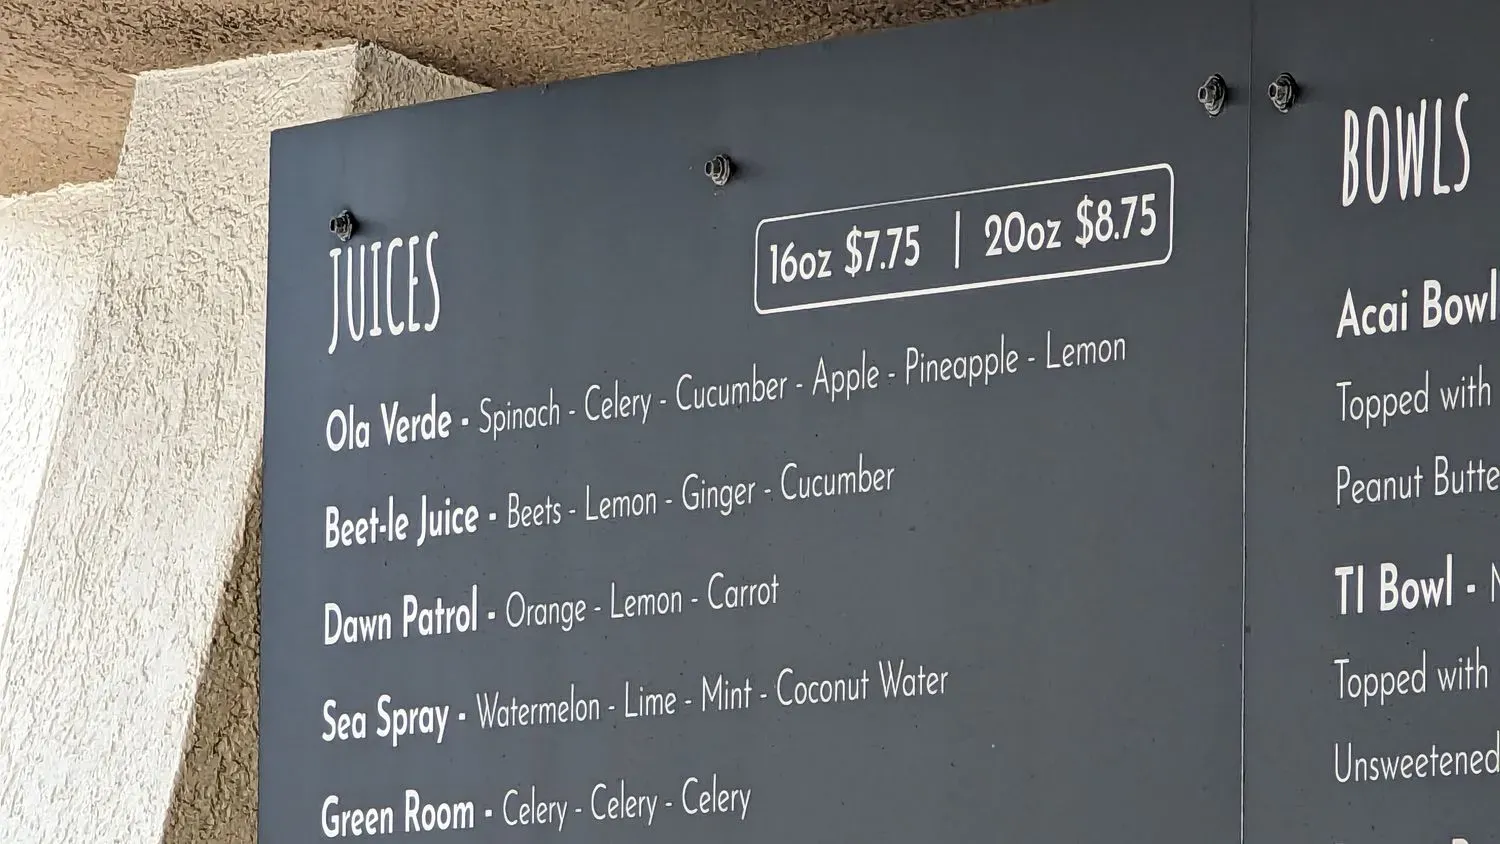 JUICES
16oz $7.75 | 20oz $8.75
Ola Verde - Spinach - Celery - Cucumber - Apple - Pineapple - Lemon
Beet-le Juice - Beets - Lemon - Ginger - Cucumber
Dawn Patrol - Orange - Lemon - Carrot
Sea Spray - Watermelon - Lime - Mint - Coconut Water
Green Room - Celery - Celery - Celery
BOWLS
Acai Bowl
Topped with
Peanut Butte
TI Bowl -
Topped with
Unsweetened